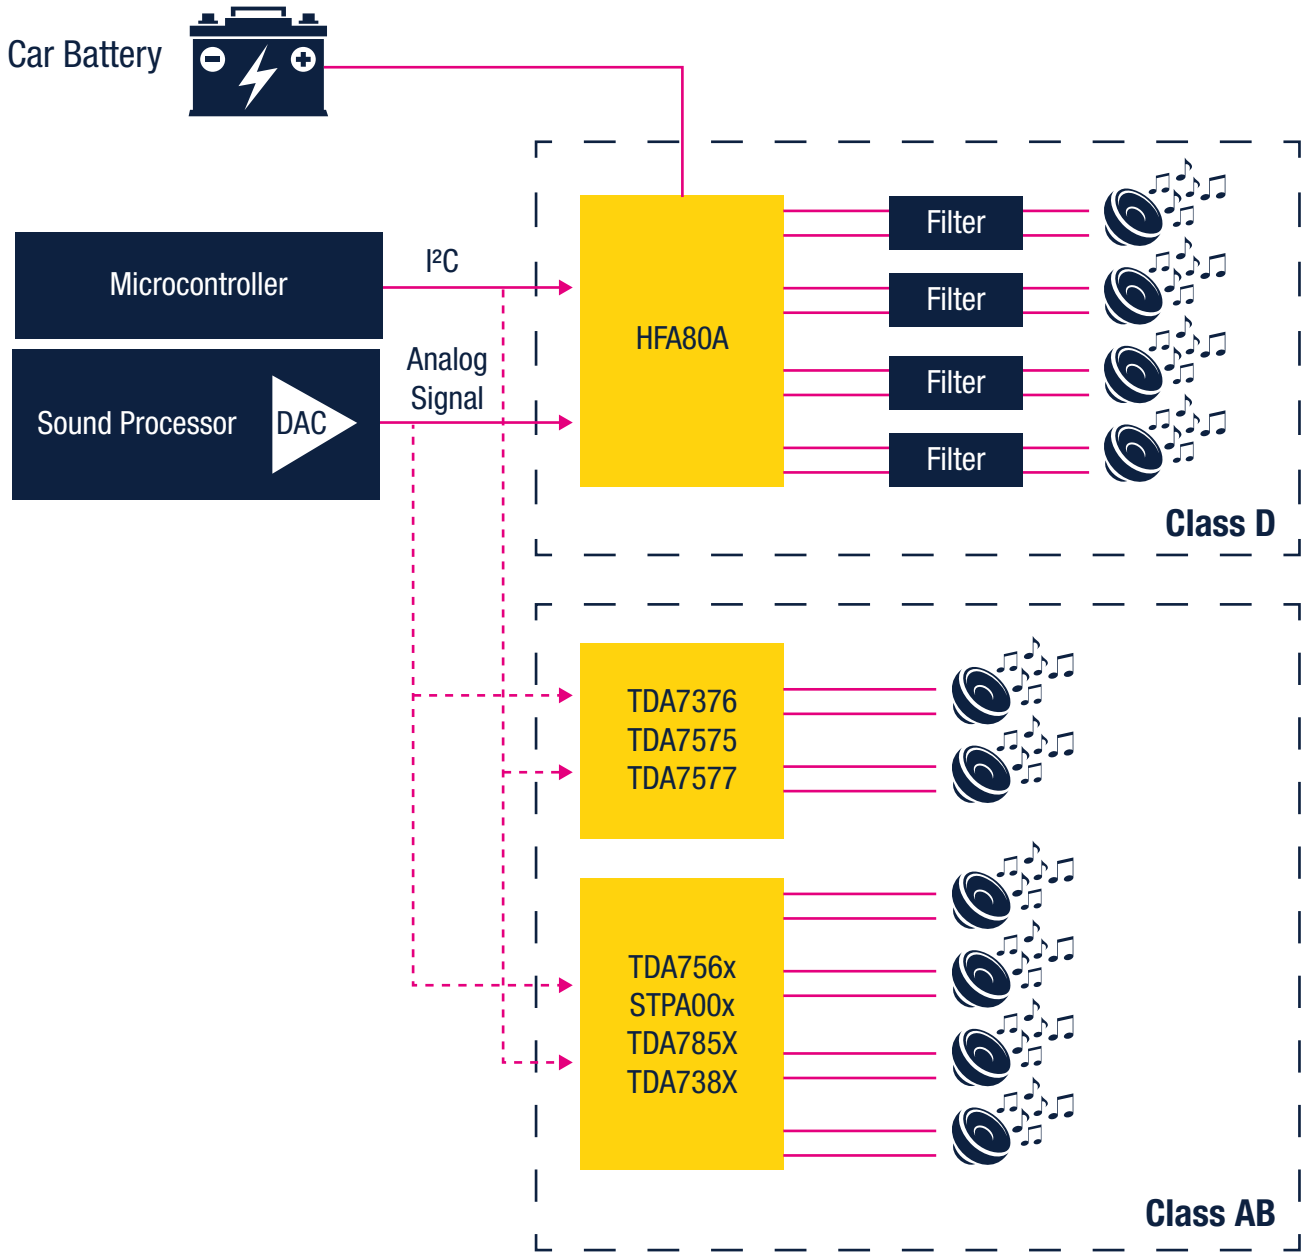 Car Battery
Microcontroller
I²C
Sound Processor
DAC
Analog
Signal
HFA80A
Filter
Filter
Filter
Filter
Class D
TDA7376
TDA7575
TDA7577
TDA756x
STPA00x
TDA785X
TDA738X
Class AB